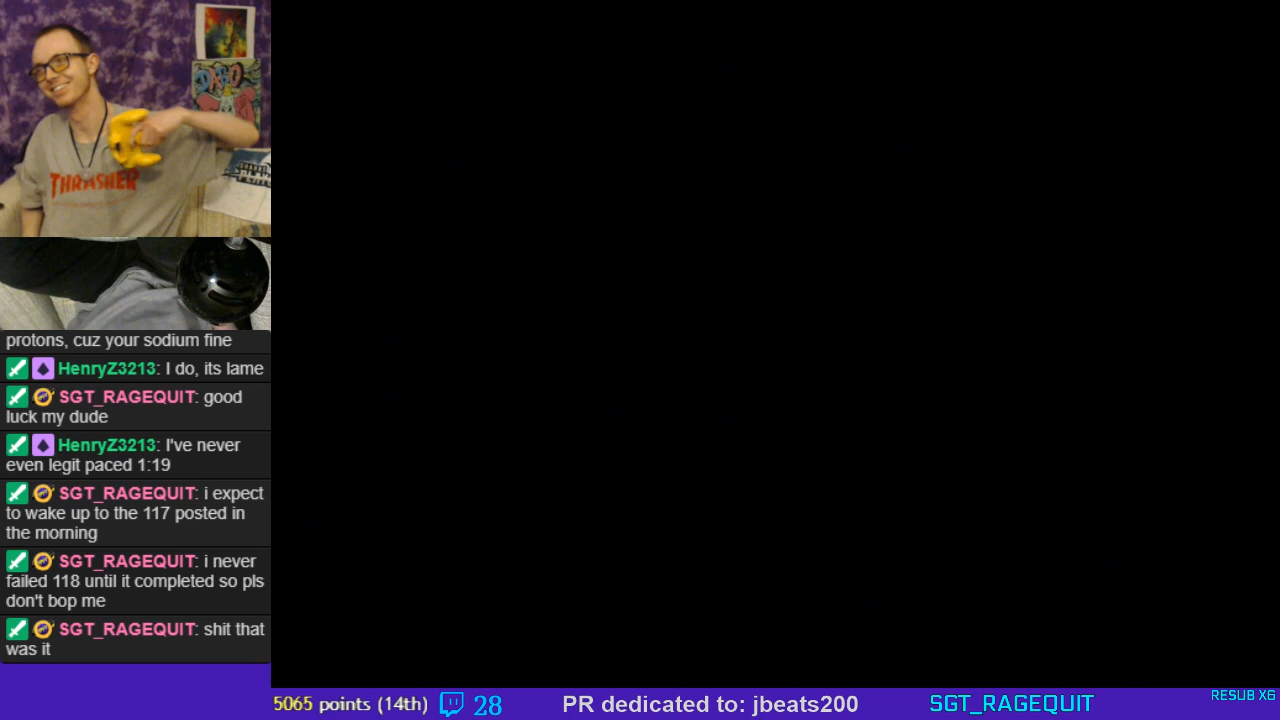 DABO
THRASHER
protons, cuz your sodium fine
HenryZ3213: I do, its lame
SGT_RAGEQUIT: good
luck my dude
HenryZ3213: I've never
even legit paced 1:19
SGT_RAGEQUIT: i expect
to wake up to the 117 posted in
the morning
SGT_RAGEQUIT: i never
failed 118 until it completed so pls
don't bop me
SGT_RAGEQUIT: shit that
was it
5065 points (14th) 28 PR dedicated to: jbeats200 SGT_RAGEQUIT RESUB X6